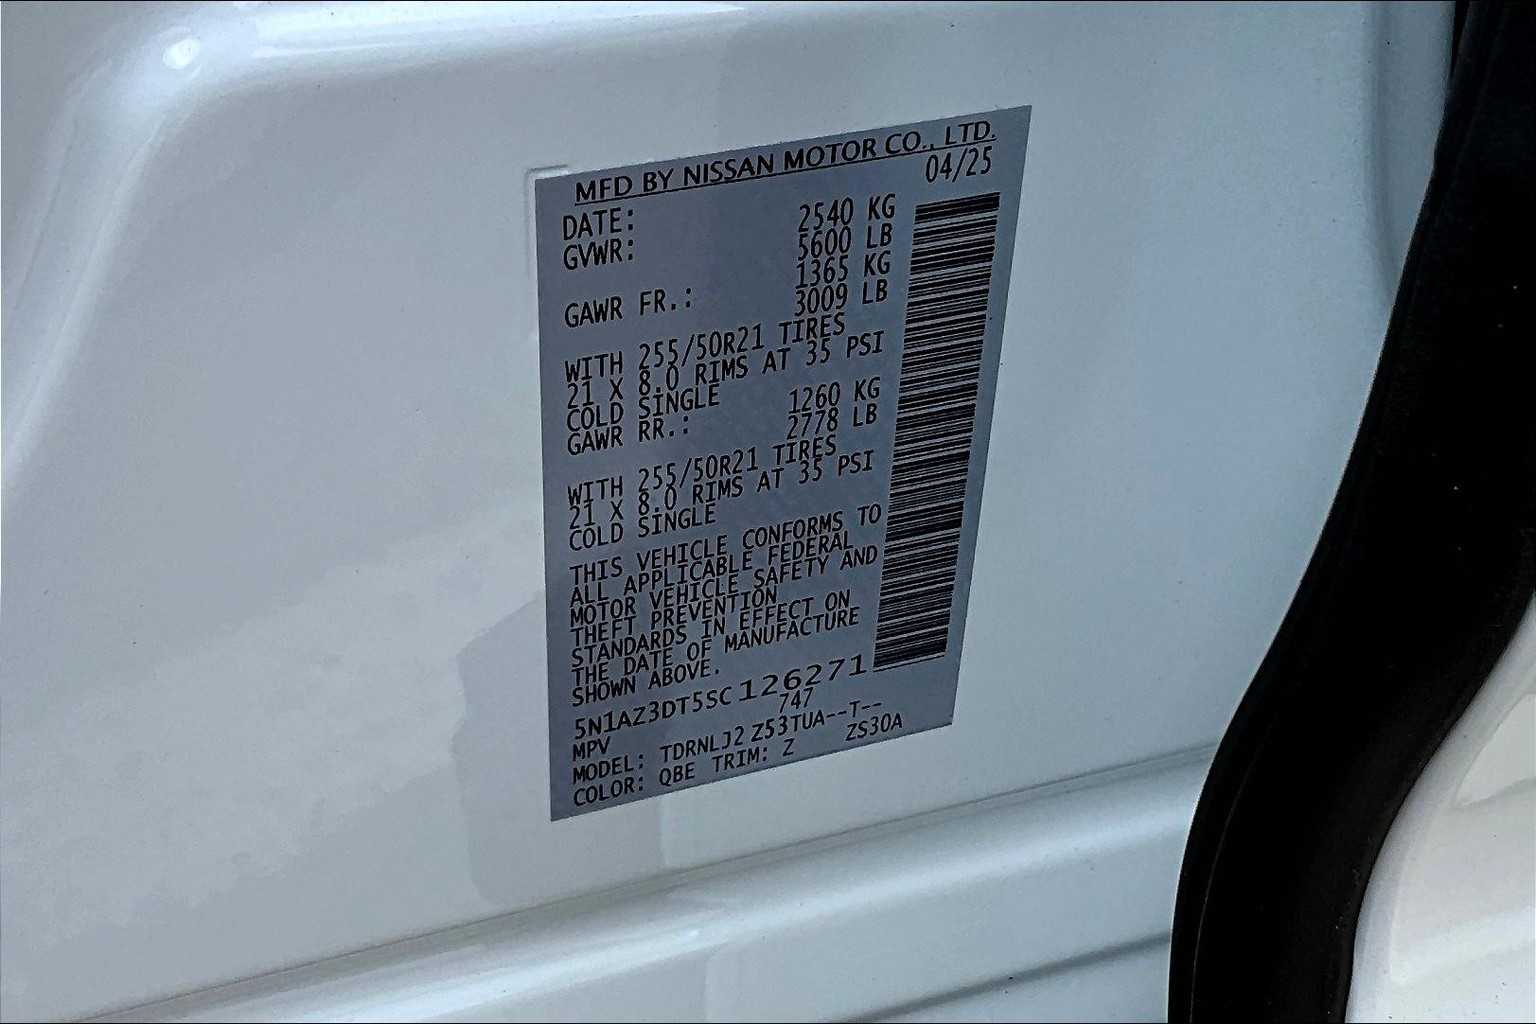 MFD BY NISSAN MOTOR CO., LTD.
DATE: 04/25
GVWR: 2540 KG
5600 LB
GAWR FR.: 1365 KG
3009 LB
WITH 255/50R21 TIRES
21 X 8.0 RIMS AT 35 PSI
COLD SINGLE
GAWR RR.: 1260 KG
2778 LB
WITH 255/50R21 TIRES
21 X 8.0 RIMS AT 35 PSI
COLD SINGLE
THIS VEHICLE CONFORMS TO
ALL APPLICABLE FEDERAL
MOTOR VEHICLE SAFETY AND
THEFT PREVENTION
STANDARDS IN EFFECT ON
THE DATE OF MANUFACTURE
SHOWN ABOVE.
5N1AZ3DT5SC126271
MPV 747
MODEL: TDRNLJ2Z53TUA--T--
COLOR: QBE TRIM: Z ZS30A